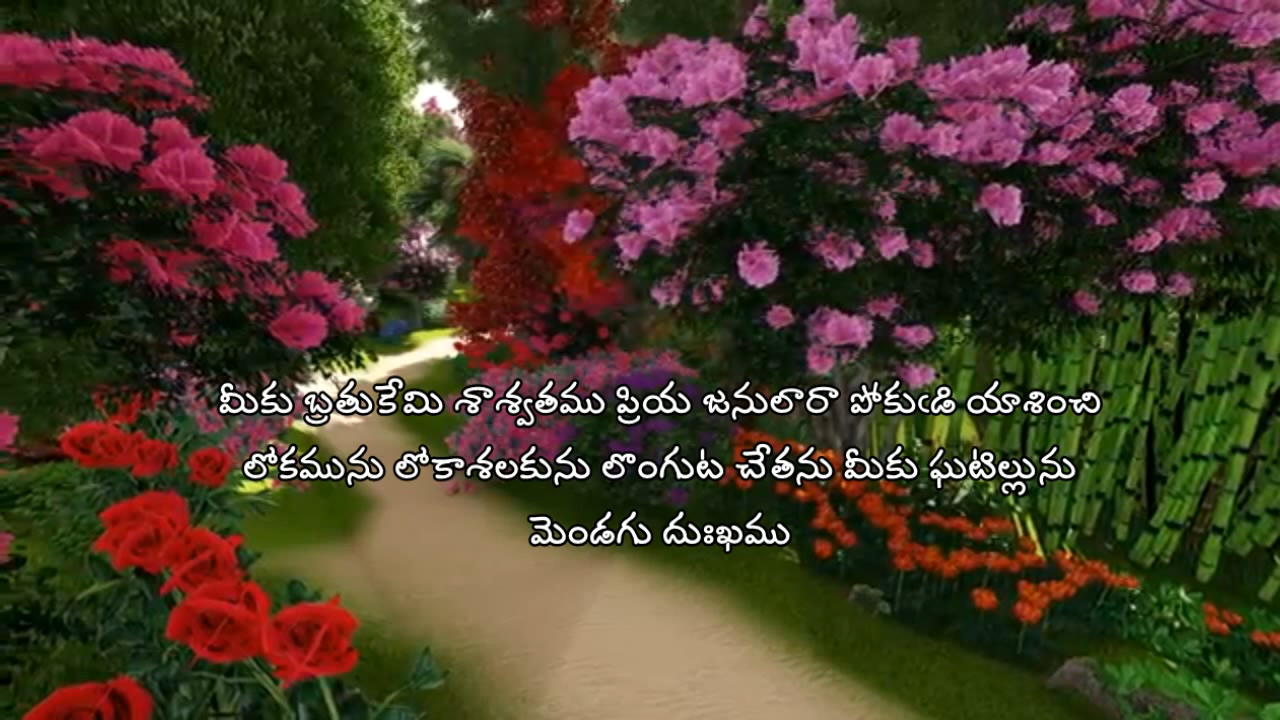 మీకు బ్రతుకేమి శాశ్వతము ప్రియ జనులారా పోకుఁడి యాశించి
లోకమును లోకాశలకును లొంగుట చేతను మీకు ఘటిల్లును
మెండగు దుఃఖము